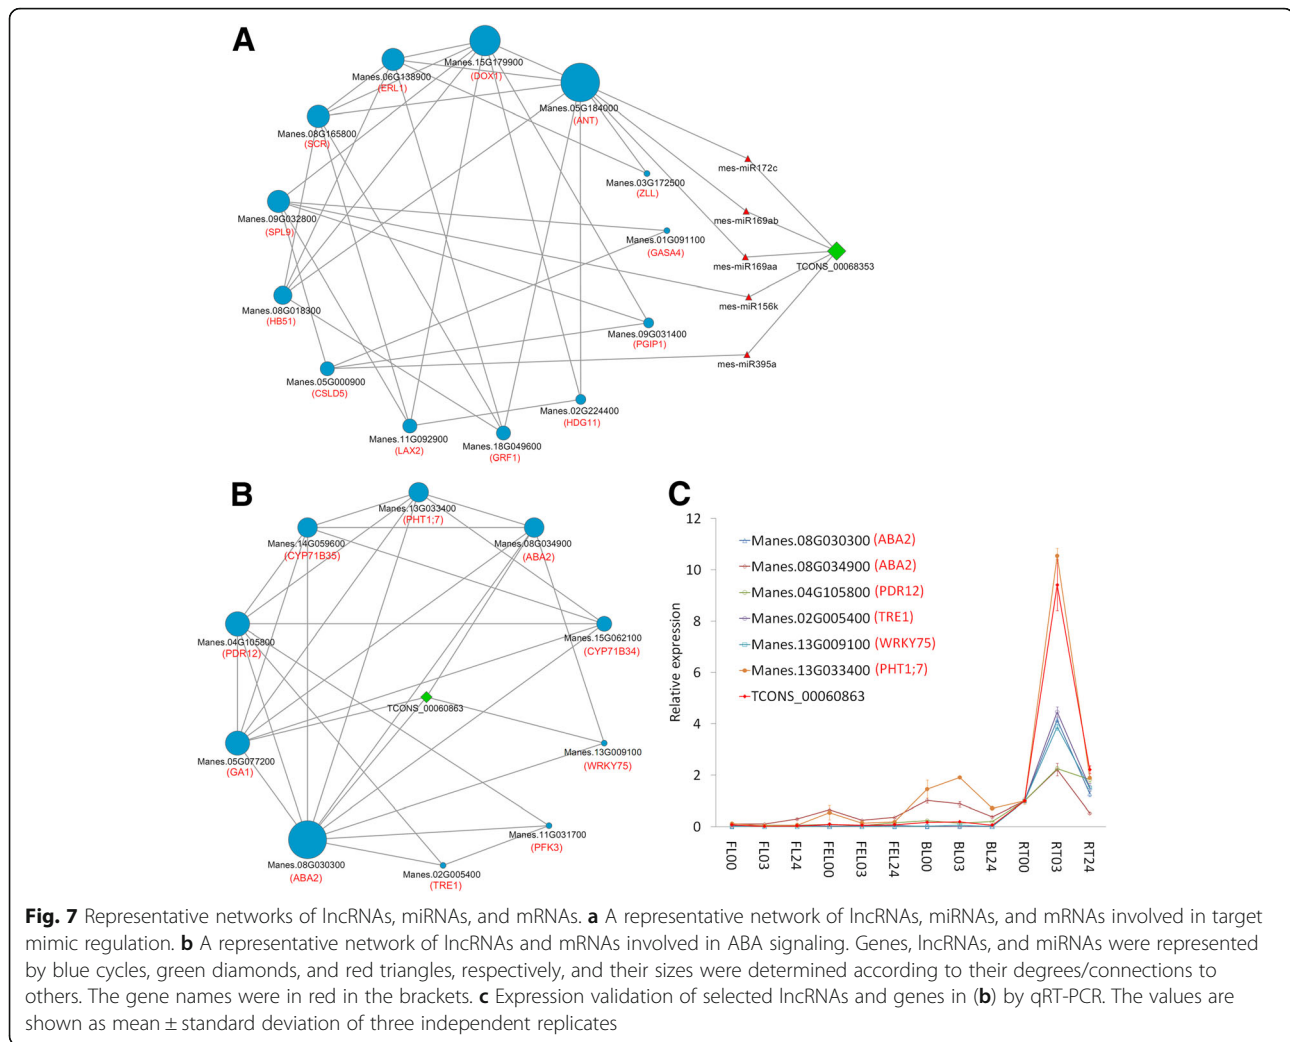 A
Manes.15G179900
(DOX1)
Manes.06G138900
(ERL1)
Manes.05G184000
(ANT)
Manes.08G165800
(SCR)
mes-miR172c
Manes.03G172500
(ZLL)
Manes.09G032800
(SPL9)
mes-miR169ab
Manes.01G091100
(GASA4)
mes-miR169aa
TCONS_00068353
Manes.08G018300
(HB51)
mes-miR156k
Manes.09G031400
(PGIP1)
mes-miR395a
Manes.05G000900
(CSLD5)
Manes.02G224400
(HDG11)
Manes.11G092900
(LAX2)
Manes.18G049600
(GRF1)
B
Manes.13G033400
(PHT1;7)
Manes.14G059600
(CYP71B35)
Manes.08G034900
(ABA2)
Manes.04G105800
(PDR12)
Manes.15G062100
(CYP71B34)
TCONS_00060863
Manes.05G077200
(GA1)
Manes.13G009100
(WRKY75)
Manes.11G031700
(PFK3)
Manes.08G030300
(ABA2)
Manes.02G005400
(TRE1)
C
Relative expression
12
10
8
6
4
2
0
Manes.08G030300 (ABA2)
Manes.08G034900 (ABA2)
Manes.04G105800 (PDR12)
Manes.02G005400 (TRE1)
Manes.13G009100 (WRKY75)
Manes.13G033400 (PHT1;7)
TCONS_00060863
FL00
FL03
FL24
FEL00
FEL03
FEL24
BL00
BL03
BL24
RT00
RT03
RT24
Fig. 7 Representative networks of lncRNAs, miRNAs, and mRNAs. a A representative network of lncRNAs, miRNAs, and mRNAs involved in target
mimic regulation. b A representative network of lncRNAs and mRNAs involved in ABA signaling. Genes, lncRNAs, and miRNAs were represented
by blue cycles, green diamonds, and red triangles, respectively, and their sizes were determined according to their degrees/connections to
others. The gene names were in red in the brackets. c Expression validation of selected lncRNAs and genes in (b) by qRT-PCR. The values are
shown as mean ± standard deviation of three independent replicates